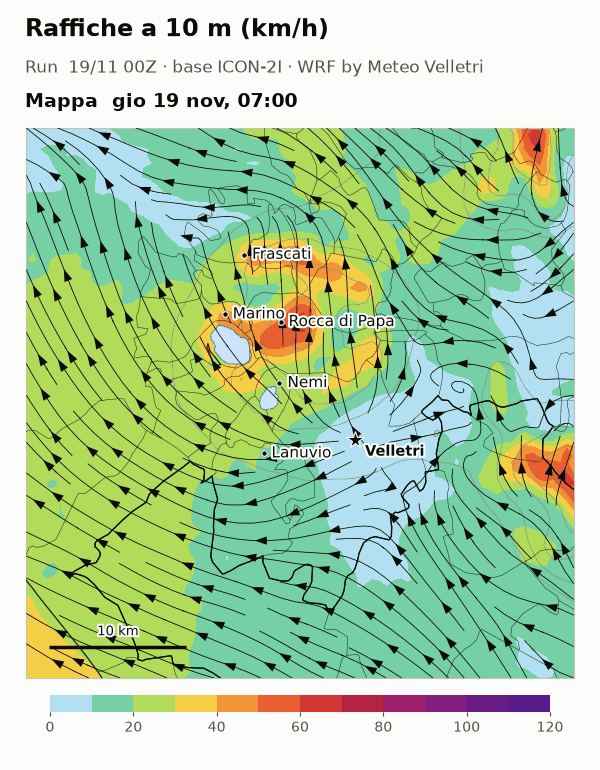 Raffiche a 10 m (km/h)
Run  19/11 00Z · base ICON-2I · WRF by Meteo Velletri
Mappa  gio 19 nov, 07:00
Frascati
Marino
Rocca di Papa
Nemi
Velletri
Lanuvio
10 km
0 20 40 60 80 100 120